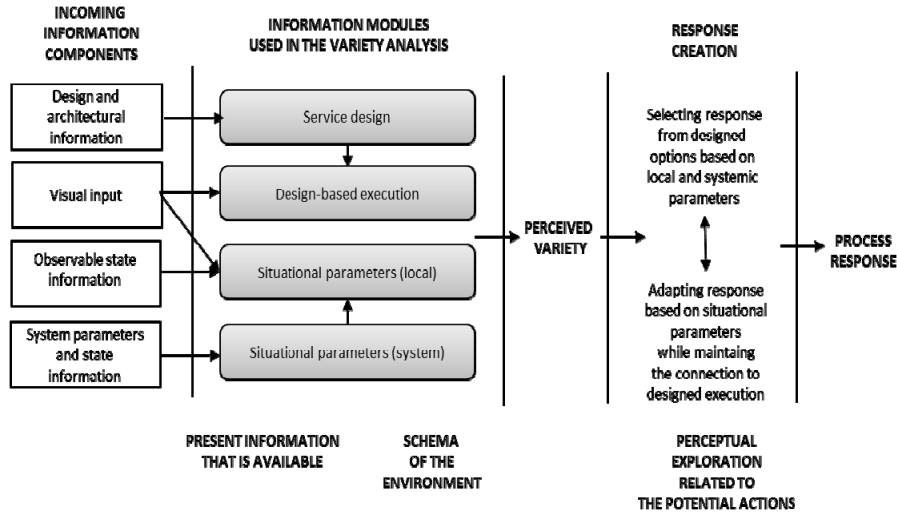 INCOMING
INFORMATION
COMPONENTS
INFORMATION MODULES
USED IN THE VARIETY ANALYSIS
RESPONSE
CREATION
Design and
architectural
information
Visual input
Observable state
information
System parameters
and state
information
Service design
Design-based execution
Situational parameters (local)
Situational parameters (system)
PERCEIVED
VARIETY
Selecting response
from designed
options based on
local and systemic
parameters
Adapting response
based on situational
parameters
while maintaing
the connection to
designed execution
PROCESS
RESPONSE
PRESENT INFORMATION
THAT IS AVAILABLE
SCHEMA
OF THE
ENVIRONMENT
PERCEPTUAL
EXPLORATION
RELATED TO
THE POTENTIAL ACTIONS